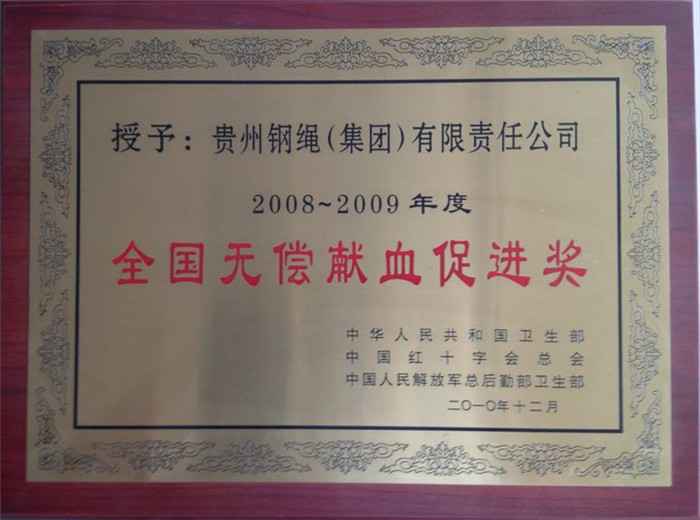 授予：贵州钢绳(集团)有限责任公司
2008~2009年度
全国无偿献血促进奖
中华人民共和国卫生部
中国红十字会总会
中国人民解放军总后勤部卫生部
二〇一〇年十二月